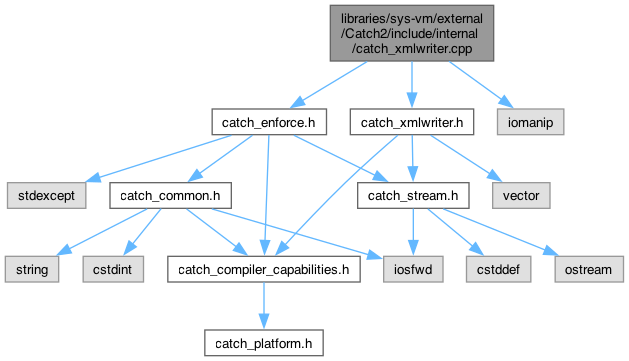 libraries/sys-vm/external
/Catch2/include/internal
/catch_xmlwriter.cpp
catch_enforce.h
catch_xmlwriter.h
iomanip
stdexcept
catch_common.h
catch_stream.h
vector
string
cstdint
catch_compiler_capabilities.h
iosfwd
cstddef
ostream
catch_platform.h